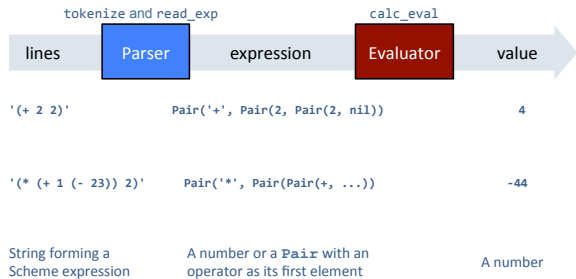 tokenize and read_exp calc_eval
lines Parser expression Evaluator value
'(+ 2 2)' Pair('+', Pair(2, Pair(2, nil)) 4
'(* (+ 1 (- 23)) 2)' Pair('*', Pair(Pair(+, ...)) -44
String forming a A number or a Pair with an A number
Scheme expression operator as its first element